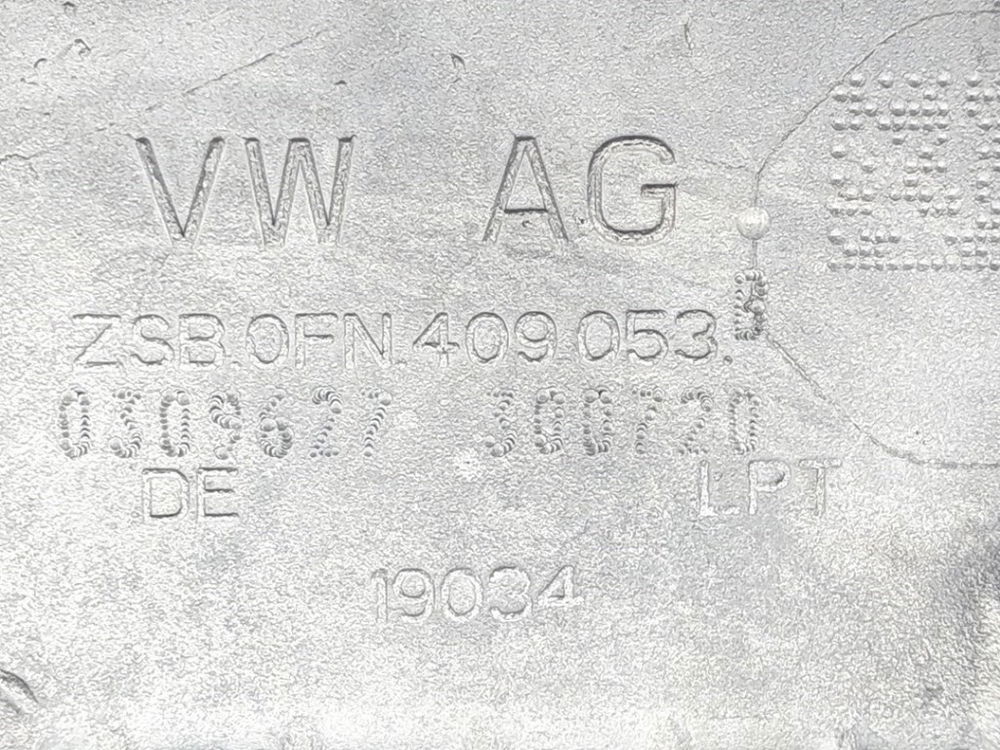 VW AG
ZSB.0FN.409.053.A
0309627 300720
DE LPT
19034